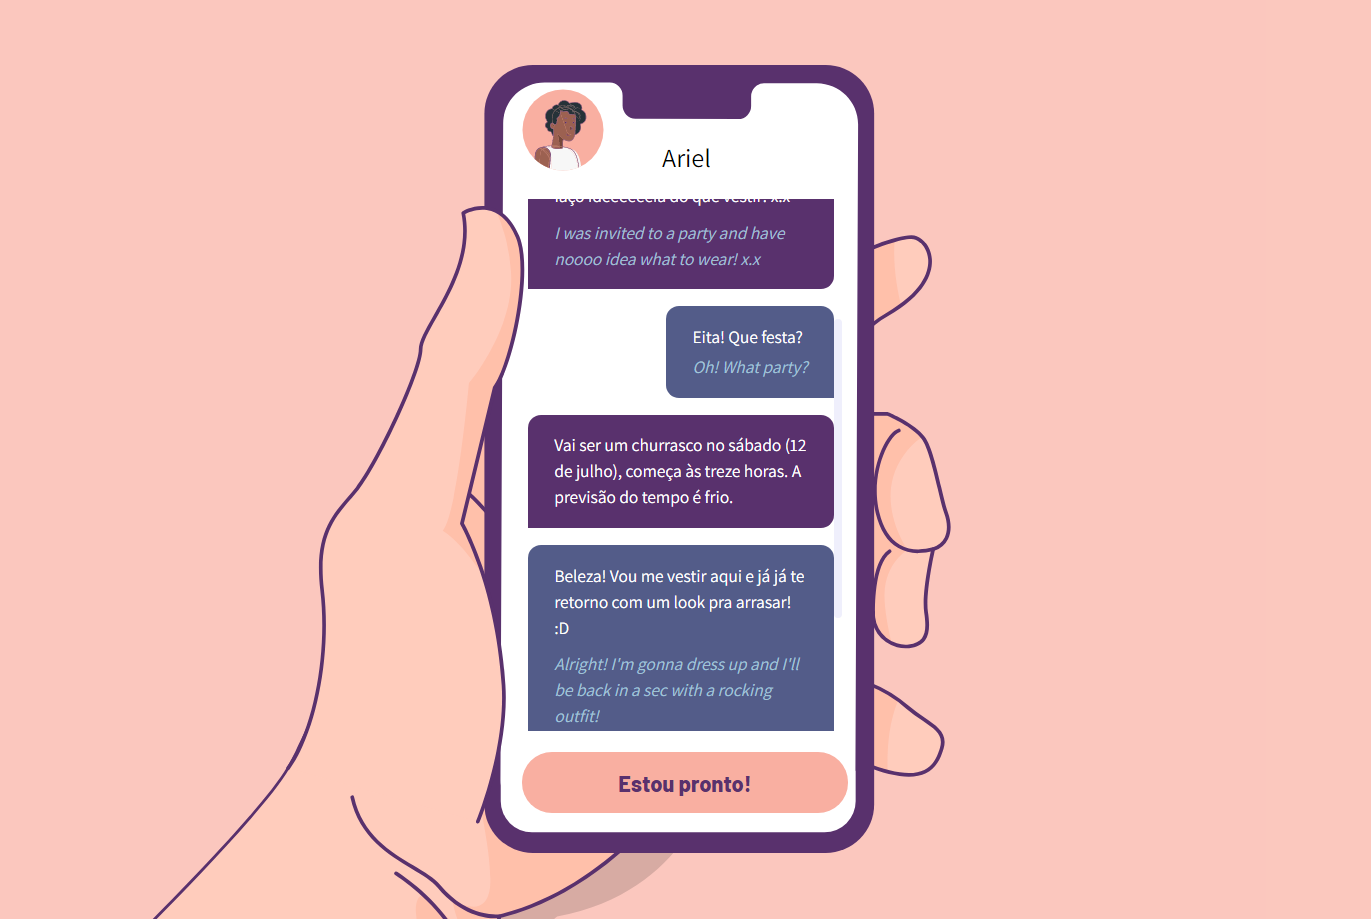 Ariel
do que vestir! x.x
I was invited to a party and have
noooo idea what to wear! x.x
Eita! Que festa?
Oh! What party?
Vai ser um churrasco no sábado (12
de julho), começa às treze horas. A
previsão do tempo é frio.
Beleza! Vou me vestir aqui e já já te
retorno com um look pra arrasar!
:D
Alright! I'm gonna dress up and I'll
be back in a sec with a rocking
outfit!
Estou pronto!